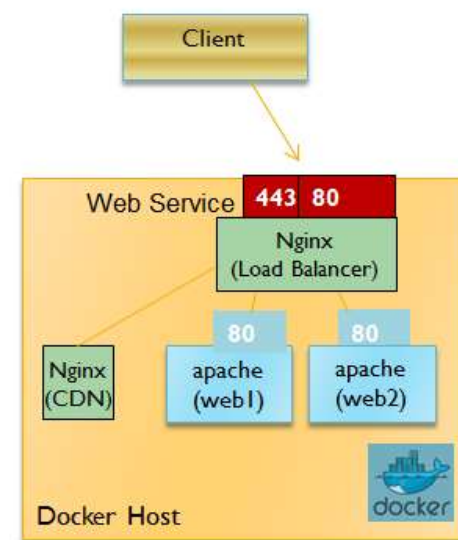 Client
Web Service
443 80
Nginx
(Load Balancer)
80
80
Nginx
(CDN)
apache
(web1)
apache
(web2)
docker
Docker Host